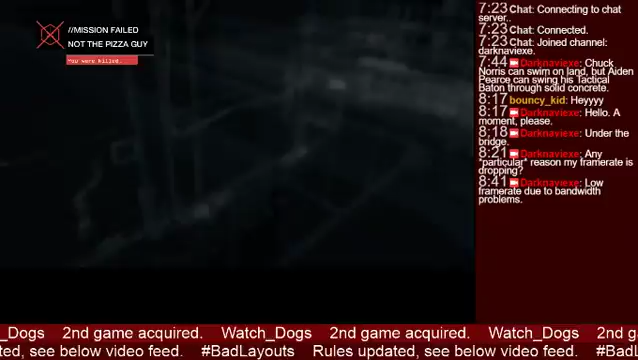 //MISSION FAILED
NOT THE PIZZA GUY
You were killed..
7:23 Chat: Connecting to chat
server..
7:23 Chat: Connected.
7:23 Chat: Joined channel:
darknaviexe.
7:44 Darknaviexe: Chuck
Norris can swim on land, but Aiden
Pearce can swing his Tactical
Baton through solid concrete.
8:17 bouncy_kid: Heyyyy
8:17 Darknaviexe: Hello. A
moment, please.
8:18 Darknaviexe: Under the
bridge.
8:21 Darknaviexe: Any
*particular* reason my framerate is
dropping?
8:41 Darknaviexe: Low
framerate due to bandwidth
problems.
_Dogs 2nd game acquired. Watch_Dogs 2nd game acquired. Watch_Dogs 2nd g
ted, see below video feed. #BadLayouts Rules updated, see below video feed. #BadL